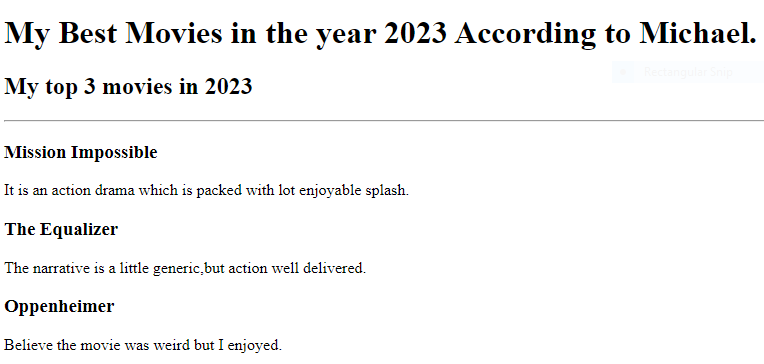 My Best Movies in the year 2023 According to Michael.
Rectangular Snip
My top 3 movies in 2023
Mission Impossible
It is an action drama which is packed with lot enjoyable splash.
The Equalizer
The narrative is a little generic,but action well delivered.
Oppenheimer
Believe the movie was weird but I enjoyed.